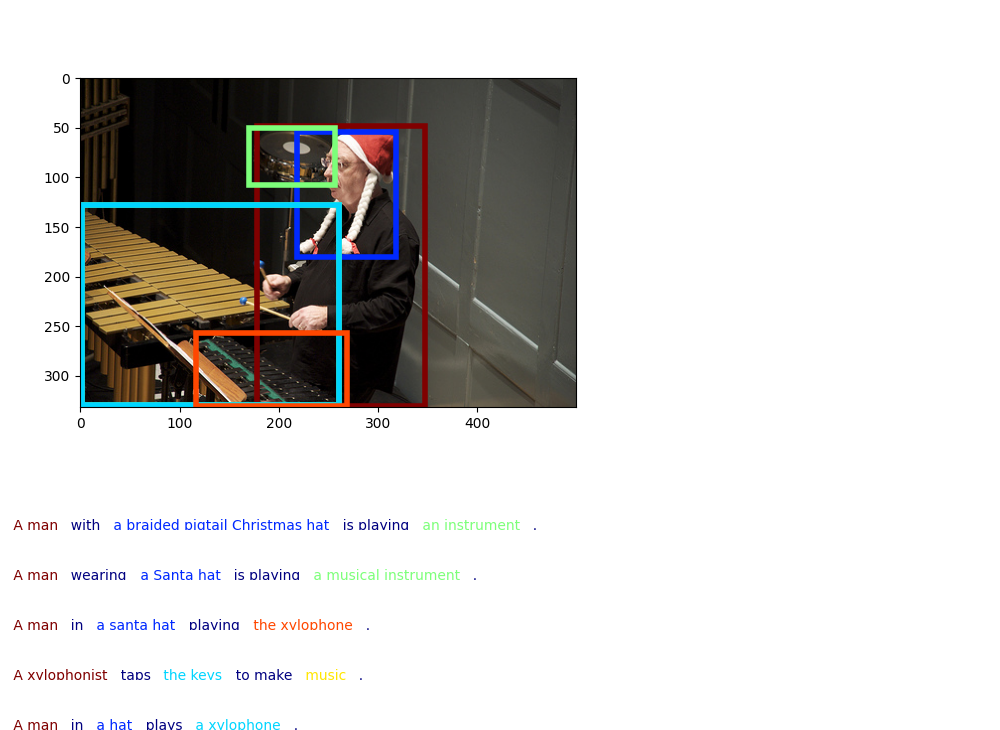 0
50
100
150
200
250
300
0 100 200 300 400
A man with a braided pigtail Christmas hat is playing an instrument .
A man wearing a Santa hat is playing a musical instrument .
A man in a santa hat playing the xylophone .
A xylophonist taps the keys to make music .
A man in a hat plays a xylophone .